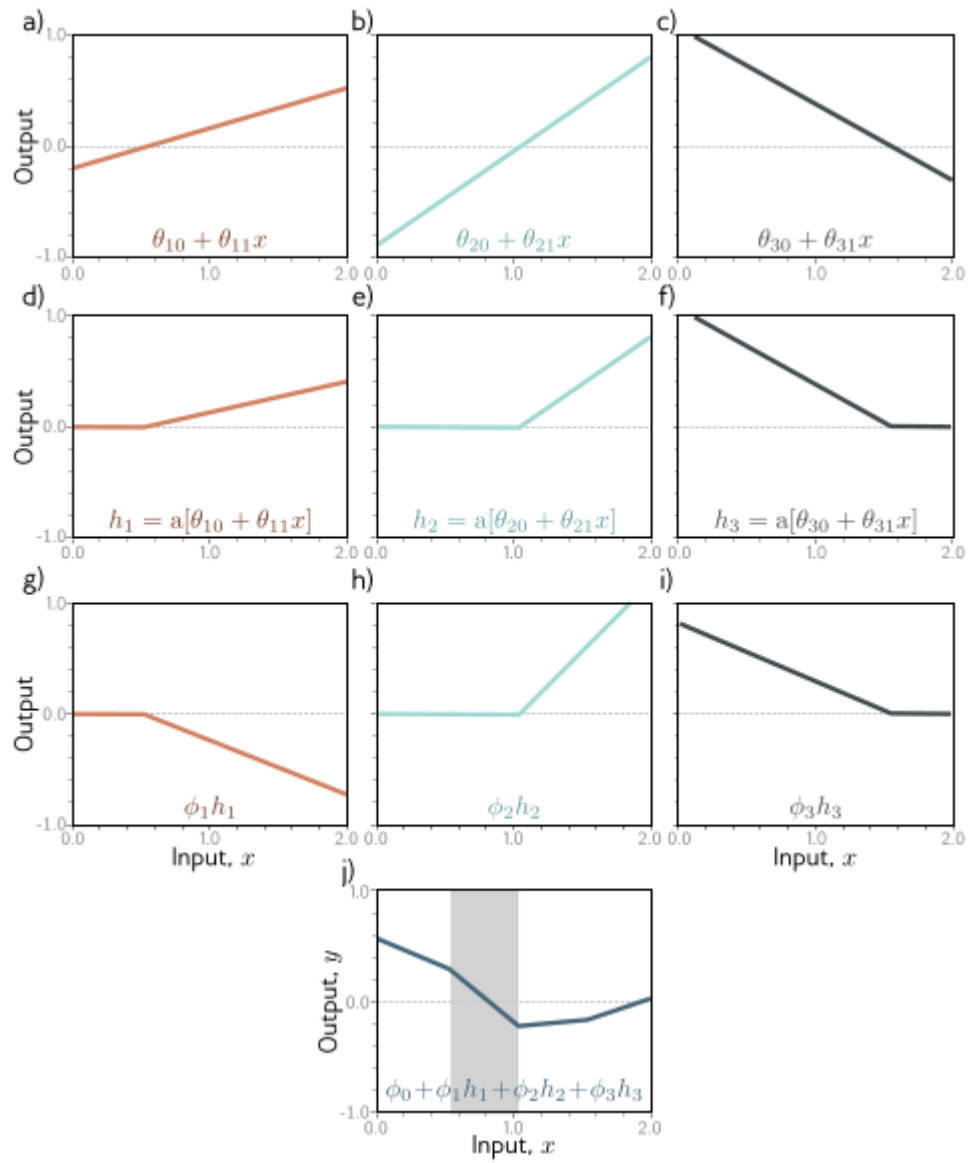 a) b) c)
1.0
Output
0.0
-1.0
θ₁₀ + θ₁₁x θ₂₀ + θ₂₁x θ₃₀ + θ₃₁x
0.0 1.0 2.0 0.0 1.0 2.0 0.0 1.0 2.0
d) e) f)
1.0
Output
0.0
-1.0
h₁ = a[θ₁₀ + θ₁₁x] h₂ = a[θ₂₀ + θ₂₁x] h₃ = a[θ₃₀ + θ₃₁x]
0.0 1.0 2.0 0.0 1.0 2.0 0.0 1.0 2.0
g) h) i)
1.0
Output
0.0
-1.0
ϕ₁h₁ ϕ₂h₂ ϕ₃h₃
0.0 1.0 2.0 0.0 1.0 2.0 0.0 1.0 2.0
Input, x Input, x
j)
1.0
Output, y
0.0
-1.0
ϕ₀ + ϕ₁h₁ + ϕ₂h₂ + ϕ₃h₃
0.0 1.0 2.0
Input, x